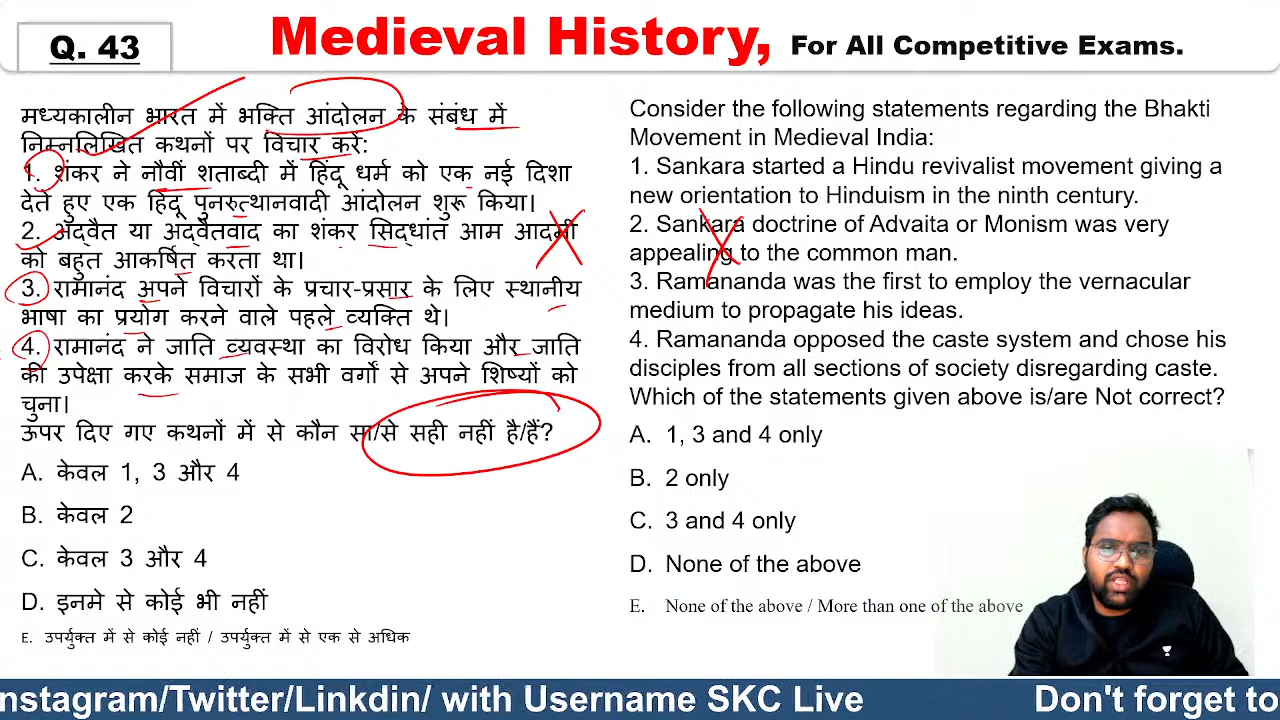 Q. 43
Medieval History, For All Competitive Exams.
मध्यकालीन भारत में भक्ति आंदोलन के संबंध में
निम्नलिखित कथनों पर विचार करें:
1. शंकर ने नौवीं शताब्दी में हिंदू धर्म को एक नई दिशा
देते हुए एक हिंदू पुनरुत्थानवादी आंदोलन शुरू किया।
2. अद्वैत या अद्वैतवाद का शंकर सिद्धांत आम आदमी
को बहुत आकर्षित करता था।
3. रामानंद अपने विचारों के प्रचार-प्रसार के लिए स्थानीय
भाषा का प्रयोग करने वाले पहले व्यक्ति थे।
4. रामानंद ने जाति व्यवस्था का विरोध किया और जाति
की उपेक्षा करके समाज के सभी वर्गों से अपने शिष्यों को
चुना।
ऊपर दिए गए कथनों में से कौन सा/से सही नहीं है/हैं?
A. केवल 1, 3 और 4
B. केवल 2
C. केवल 3 और 4
D. इनमे से कोई भी नहीं
E. उपर्युक्त में से कोई नहीं / उपर्युक्त में से एक से अधिक
Consider the following statements regarding the Bhakti
Movement in Medieval India:
1. Sankara started a Hindu revivalist movement giving a
new orientation to Hinduism in the ninth century.
2. Sankara doctrine of Advaita or Monism was very
appealing to the common man.
3. Ramananda was the first to employ the vernacular
medium to propagate his ideas.
4. Ramananda opposed the caste system and chose his
disciples from all sections of society disregarding caste.
Which of the statements given above is/are Not correct?
A. 1, 3 and 4 only
B. 2 only
C. 3 and 4 only
D. None of the above
E. None of the above / More than one of the above
nstagram/Twitter/Linkdin/ with Username SKC Live Don't forget to